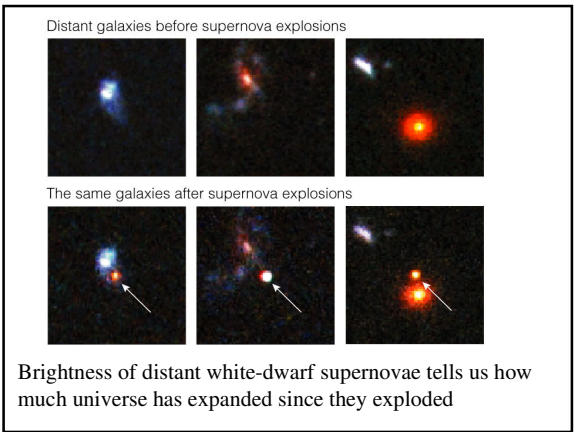 Distant galaxies before supernova explosions
The same galaxies after supernova explosions
Brightness of distant white-dwarf supernovae tells us how
much universe has expanded since they exploded